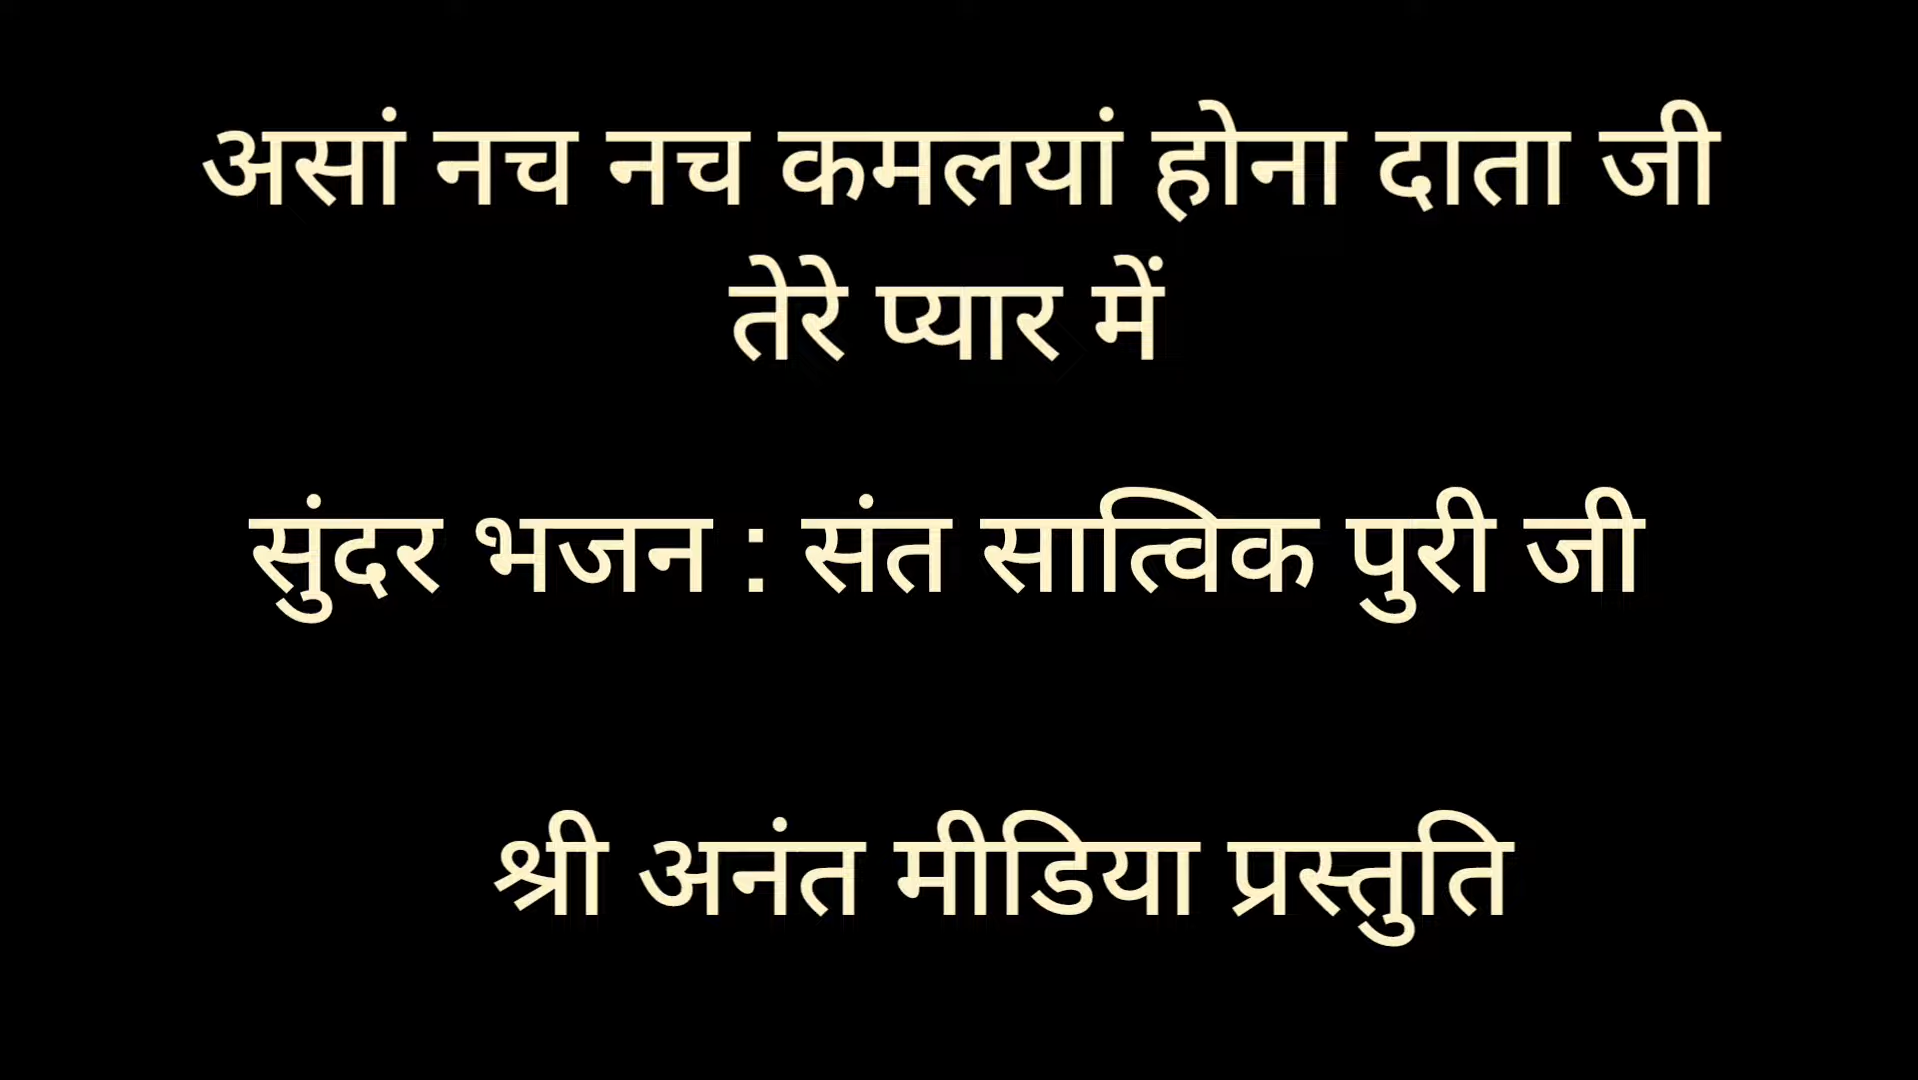 असां नच नच कमलयां होना दाता जी
तेरे प्यार में
सुंदर भजन : संत सात्विक पुरी जी
श्री अनंत मीडिया प्रस्तुति